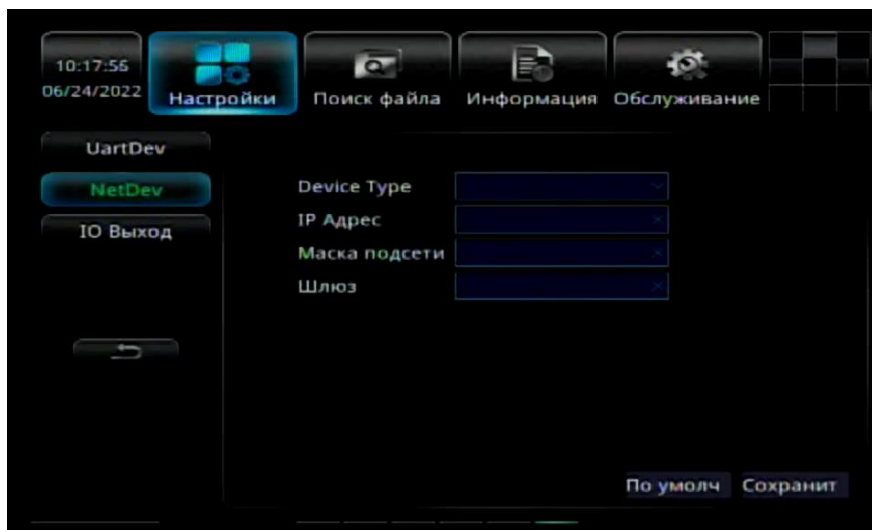 10:17:56
06/24/2022
Настройки
Поиск файла
Информация
Обслуживание
UartDev
NetDev
IO Выход
Device Type
IP Адрес
Маска подсети
Шлюз
По умолч
Сохранит